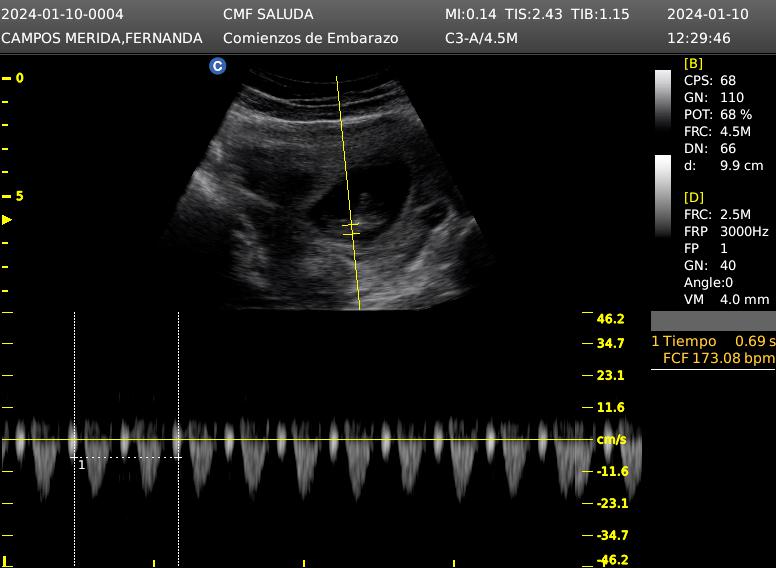 2024-01-10-0004 CMF SALUDA MI:0.14 TIS:2.43 TIB:1.15 2024-01-10
CAMPOS MERIDA,FERNANDA Comienzos de Embarazo C3-A/4.5M 12:29:46
C
0
5
[B]
CPS: 68
GN: 110
POT: 68 %
FRC: 4.5M
DN: 66
d: 9.9 cm
[D]
FRC: 2.5M
FRP 3000Hz
FP 1
GN: 40
Angle:0
VM 4.0 mm
1 Tiempo 0.69 s
FCF 173.08 bpm
46.2
34.7
23.1
11.6
cm/s
-11.6
-23.1
-34.7
-46.2
1